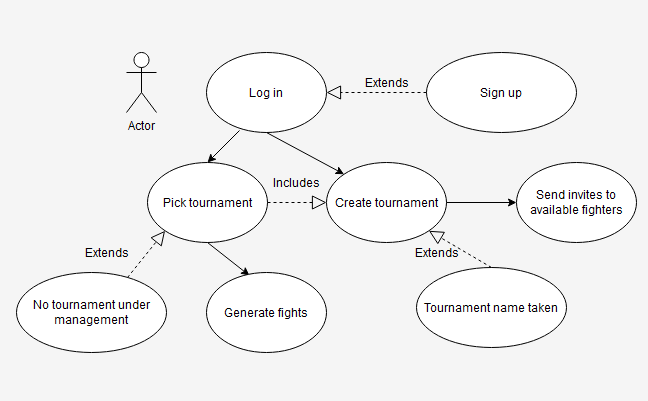 Actor
Log in
Extends
Sign up
Pick tournament
Includes
Create tournament
Send invites to
available fighters
Extends
No tournament under
management
Generate fights
Extends
Tournament name taken